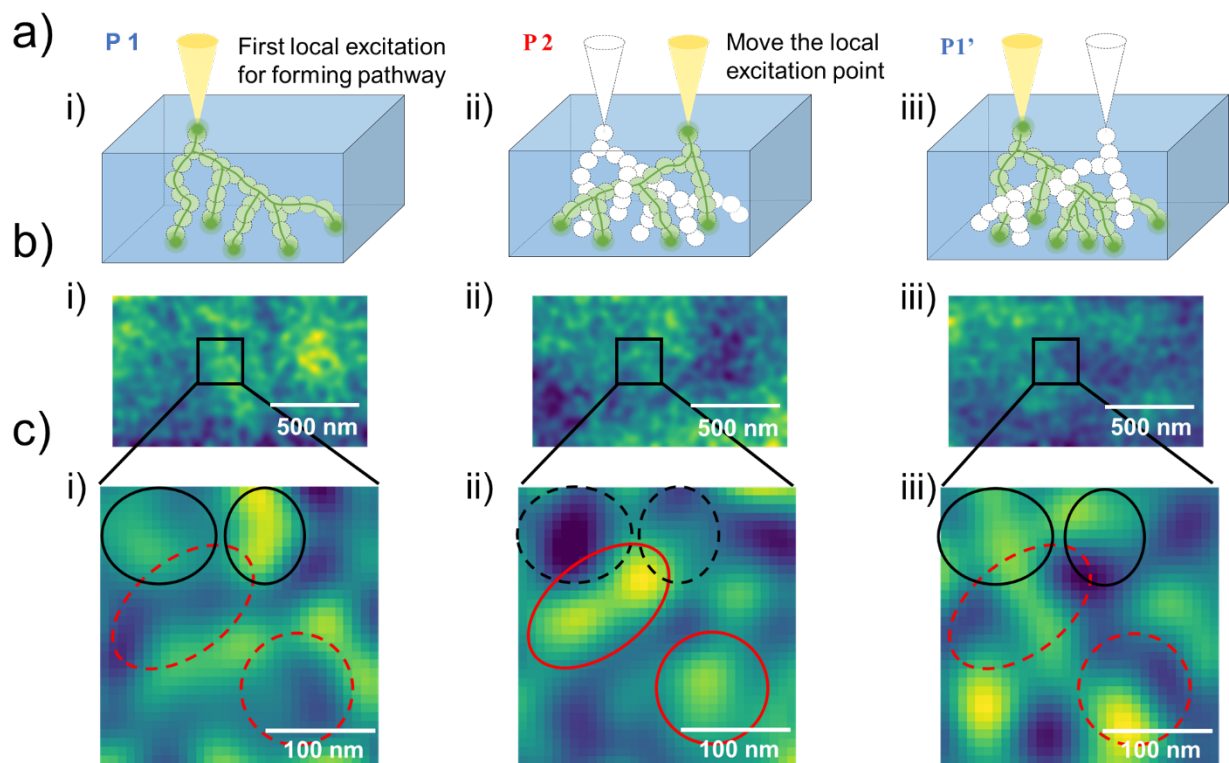 a)
P 1
First local excitation
for forming pathway
P 2
Move the local
excitation point
P1’
i)
ii)
iii)
b)
i)
ii)
iii)
500 nm
500 nm
500 nm
c)
i)
ii)
iii)
100 nm
100 nm
100 nm